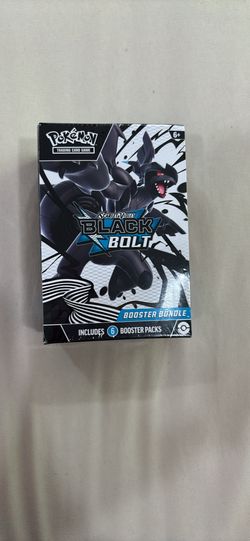 POKÉMON
TRADING CARD GAME
6+
SCARLET & VIOLET
BLACK
BOLT
BOOSTER BUNDLE
INCLUDES 6 BOOSTER PACKS